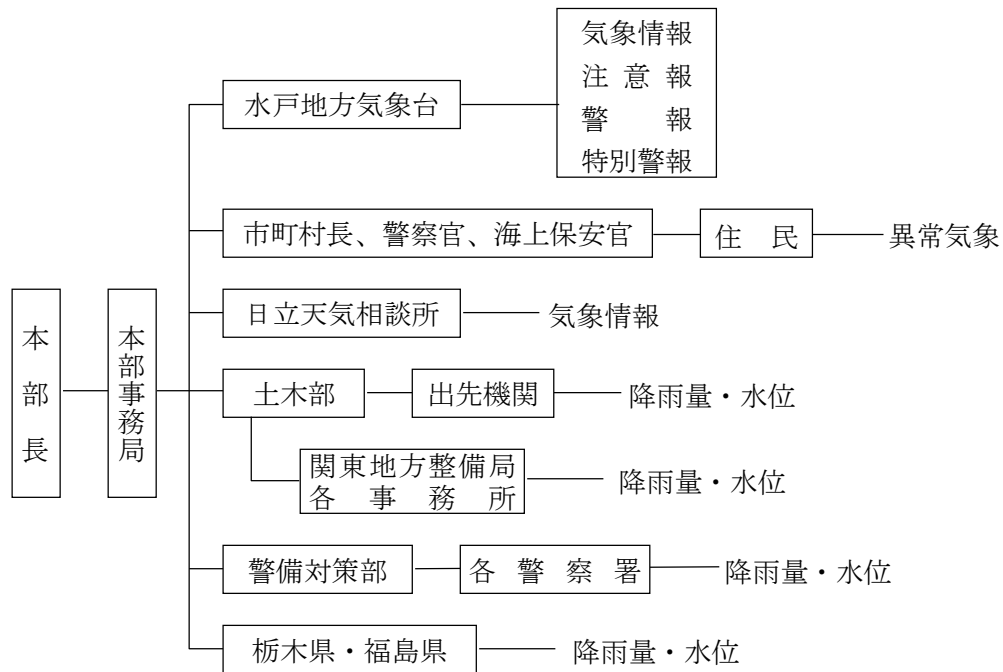 気象情報
注意報
警報
特別警報
水戸地方気象台
市町村長、警察官、海上保安官
住民
異常気象
本部長
本部事務局
日立天気相談所
気象情報
土木部
出先機関
降雨量・水位
関東地方整備局
各事務所
降雨量・水位
警備対策部
各警察署
降雨量・水位
栃木県・福島県
降雨量・水位